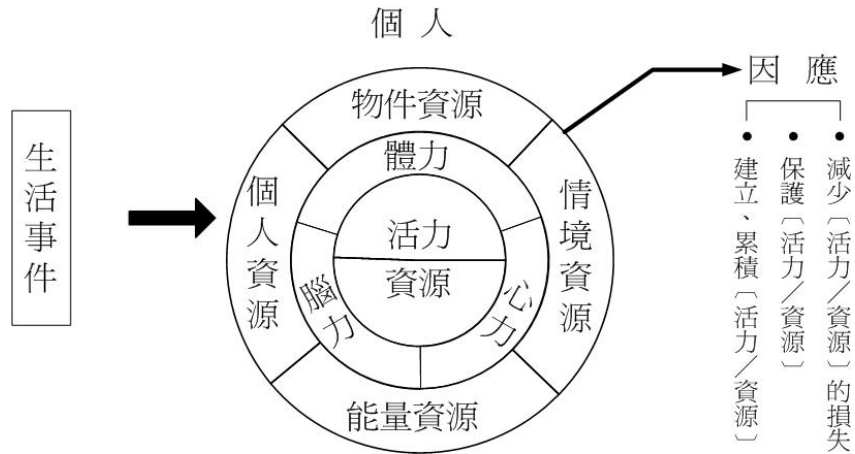 個人
生活事件
物件資源
個人資源
情境資源
能量資源
體力
腦力
心力
活力
資源
因應
• 減少〔活力／資源〕的損失
• 保護〔活力／資源〕
• 建立、累積〔活力／資源〕